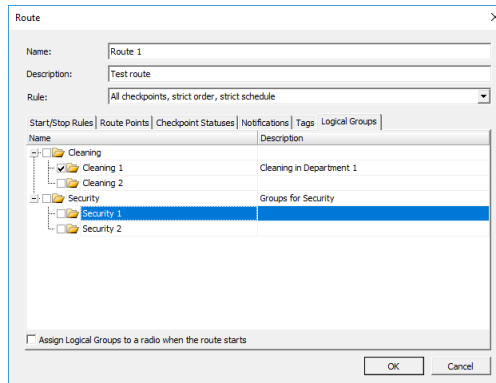 Route
Name: Route 1
Description: Test route
Rule: All checkpoints, strict order, strict schedule
Start/Stop Rules Route Points Checkpoint Statuses Notifications Tags Logical Groups
Name Description
Cleaning
Cleaning 1 Cleaning in Department 1
Cleaning 2
Security Groups for Security
Security 1
Security 2
Assign Logical Groups to a radio when the route starts
OK Cancel